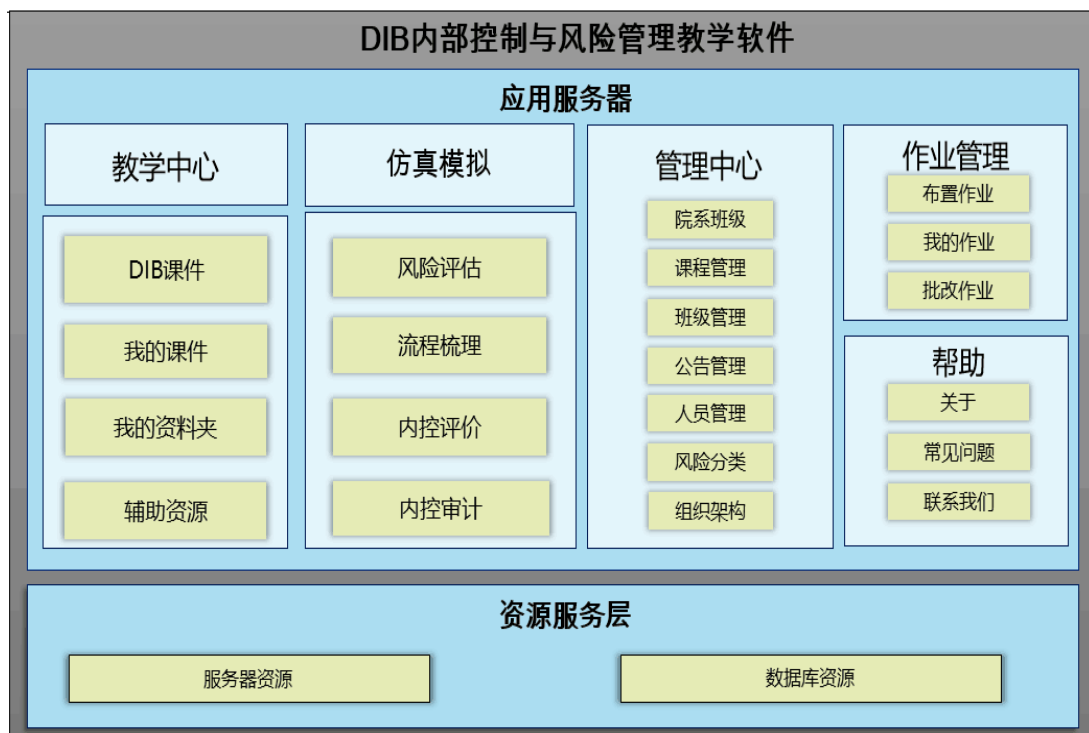 DIB内部控制与风险管理教学软件
应用服务器
教学中心
DIB课件
我的课件
我的资料夹
辅助资源
仿真模拟
风险评估
流程梳理
内控评价
内控审计
管理中心
院系班级
课程管理
班级管理
公告管理
人员管理
风险分类
组织架构
作业管理
布置作业
我的作业
批改作业
帮助
关于
常见问题
联系我们
资源服务层
服务器资源
数据库资源